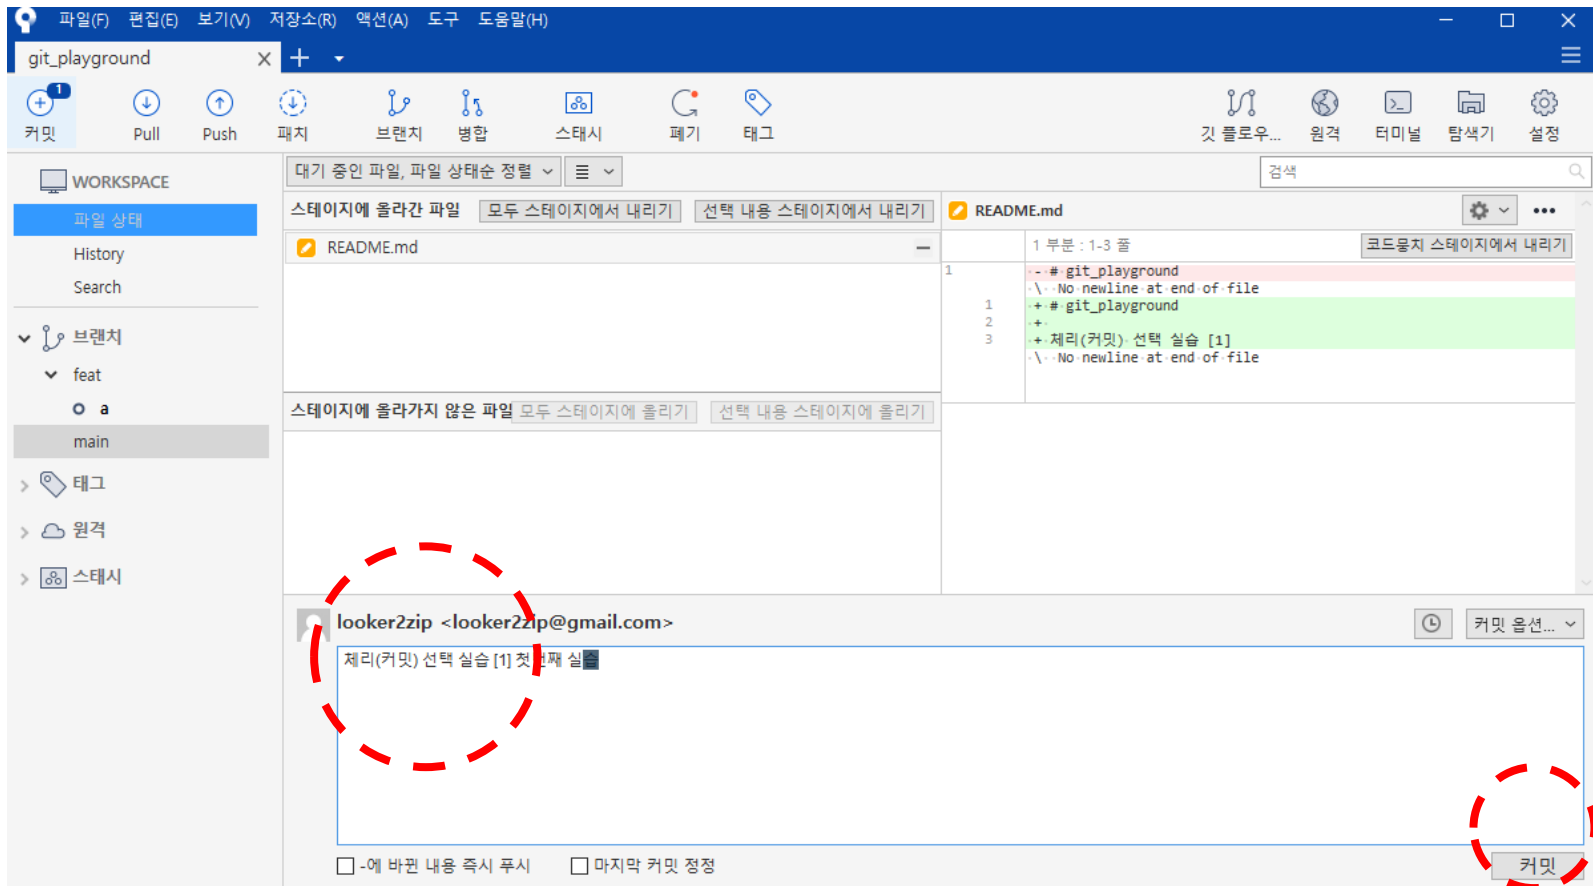 파일(F) 편집(E) 보기(V) 저장소(R) 액션(A) 도구 도움말(H)
git_playground
1
커밋 Pull Push 패치 브랜치 병합 스태시 폐기 태그 깃 플로우... 원격 터미널 탐색기 설정
WORKSPACE
파일 상태
History
Search
브랜치
feat
a
main
태그
원격
스태시
대기 중인 파일, 파일 상태순 정렬
검색
스테이지에 올라간 파일 모두 스테이지에서 내리기 선택 내용 스테이지에서 내리기
README.md
스테이지에 올라가지 않은 파일 모두 스테이지에 올리기 선택 내용 스테이지에 올리기
README.md
1 부분 : 1-3 줄 코드뭉치 스테이지에서 내리기
1 - # git_playground
\ No newline at end of file
1 + # git_playground
2 +
3 + 체리(커밋) 선택 실습 [1]
\ No newline at end of file
looker2zip <looker2zip@gmail.com>
커밋 옵션...
체리(커밋) 선택 실습 [1] 첫번째 실습
-에 바뀐 내용 즉시 푸시 마지막 커밋 정정
커밋